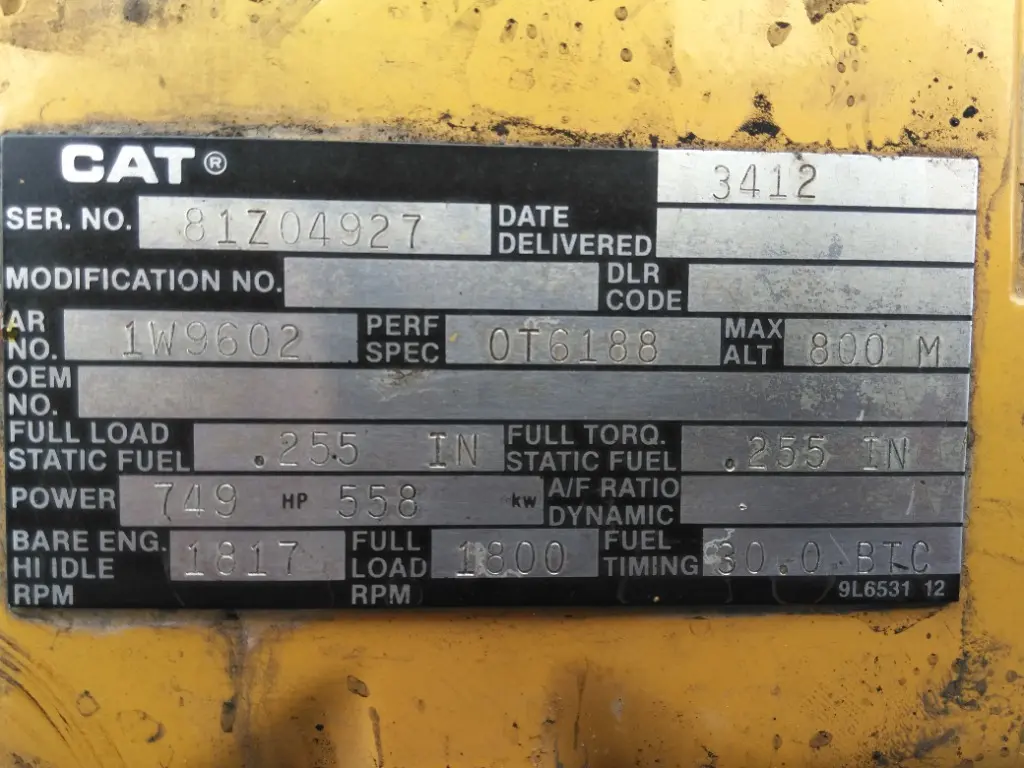 CAT® 3412
SER. NO. 81Z04927 DATE DELIVERED
MODIFICATION NO. DLR CODE
AR NO. 1W9602 PERF SPEC 0T6188 MAX ALT 800 M
OEM NO.
FULL LOAD STATIC FUEL .255 IN FULL TORQ. STATIC FUEL .255 IN
POWER 749 HP 558 kw A/F RATIO DYNAMIC .
BARE ENG. HI IDLE RPM 1817 FULL LOAD RPM 1800 FUEL TIMING 30.0 BTC
9L6531 12